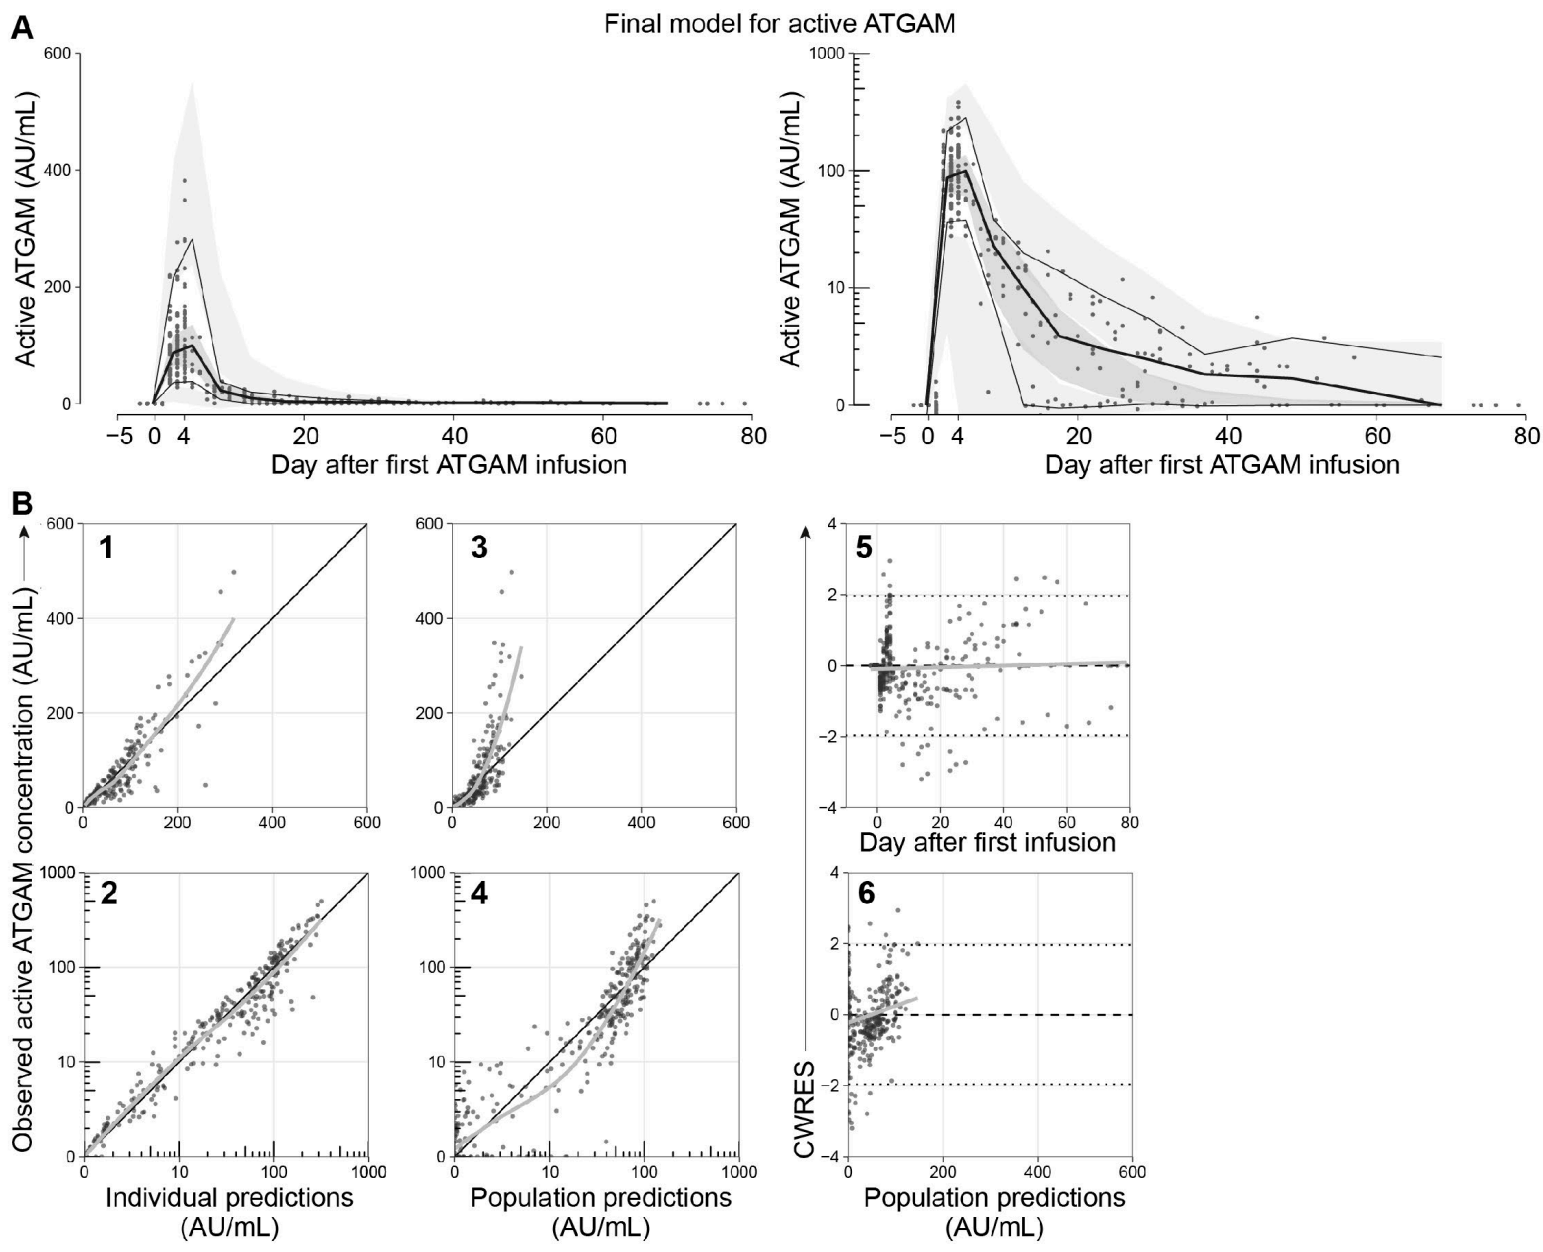 A
Final model for active ATGAM
Active ATGAM (AU/mL)
600
400
200
0
−5 0 4 20 40 60 80
Day after first ATGAM infusion
Active ATGAM (AU/mL)
1000
100
10
0
−5 0 4 20 40 60 80
Day after first ATGAM infusion
B
Observed active ATGAM concentration (AU/mL)
1
600
400
200
0
0 200 400 600
3
600
400
200
0
0 200 400 600
CWRES
5
4
2
0
−2
−4
0 20 40 60 80
Day after first infusion
2
1000
100
10
0
0 10 100 1000
Individual predictions
(AU/mL)
4
1000
100
10
0
0 10 100 1000
Population predictions
(AU/mL)
6
4
2
0
−2
−4
0 200 400 600
Population predictions
(AU/mL)